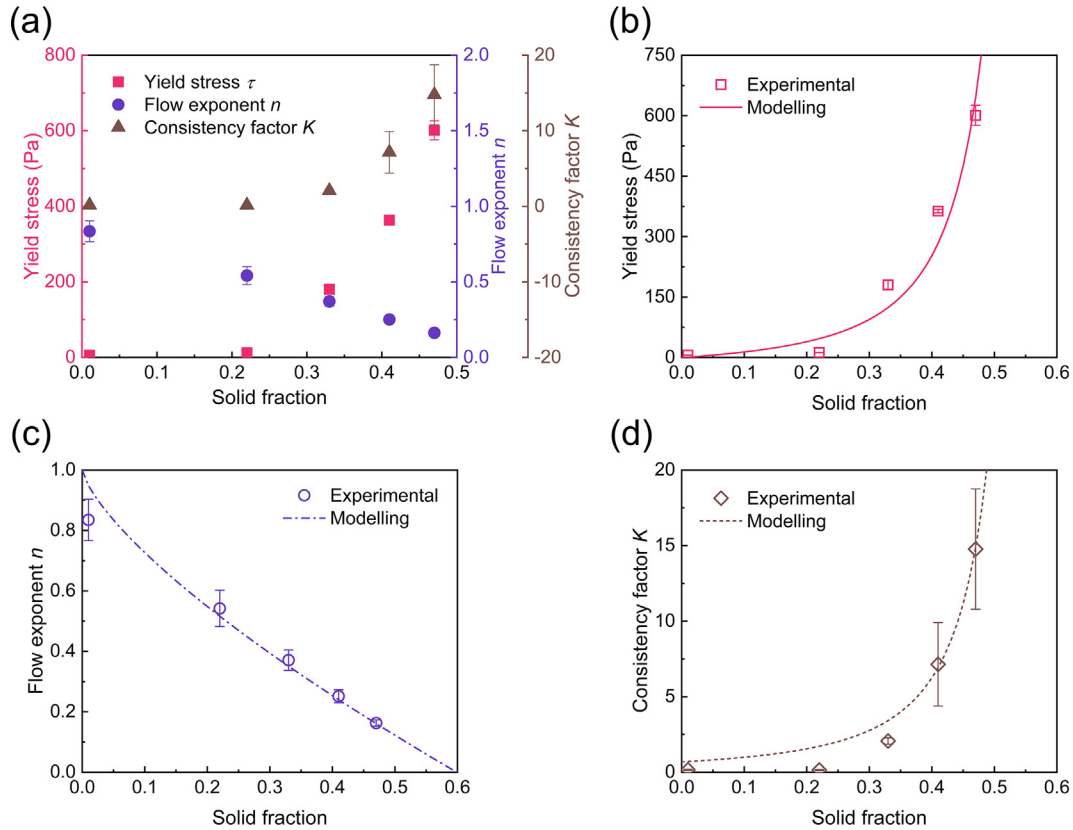 (a)
800
600
400
200
0
Yield stress (Pa)
Yield stress τ
Flow exponent n
Consistency factor K
2.0
1.5
1.0
0.5
0.0
Flow exponent n
20
10
0
-10
-20
Consistency factor K
0.0 0.1 0.2 0.3 0.4 0.5
Solid fraction
(b)
750
600
450
300
150
0
Yield stress (Pa)
Experimental
Modelling
0.0 0.1 0.2 0.3 0.4 0.5 0.6
Solid fraction
(c)
1.0
0.8
0.6
0.4
0.2
0.0
Flow exponent n
Experimental
Modelling
0.0 0.1 0.2 0.3 0.4 0.5 0.6
Solid fraction
(d)
20
15
10
5
0
Consistency factor K
Experimental
Modelling
0.0 0.1 0.2 0.3 0.4 0.5 0.6
Solid fraction